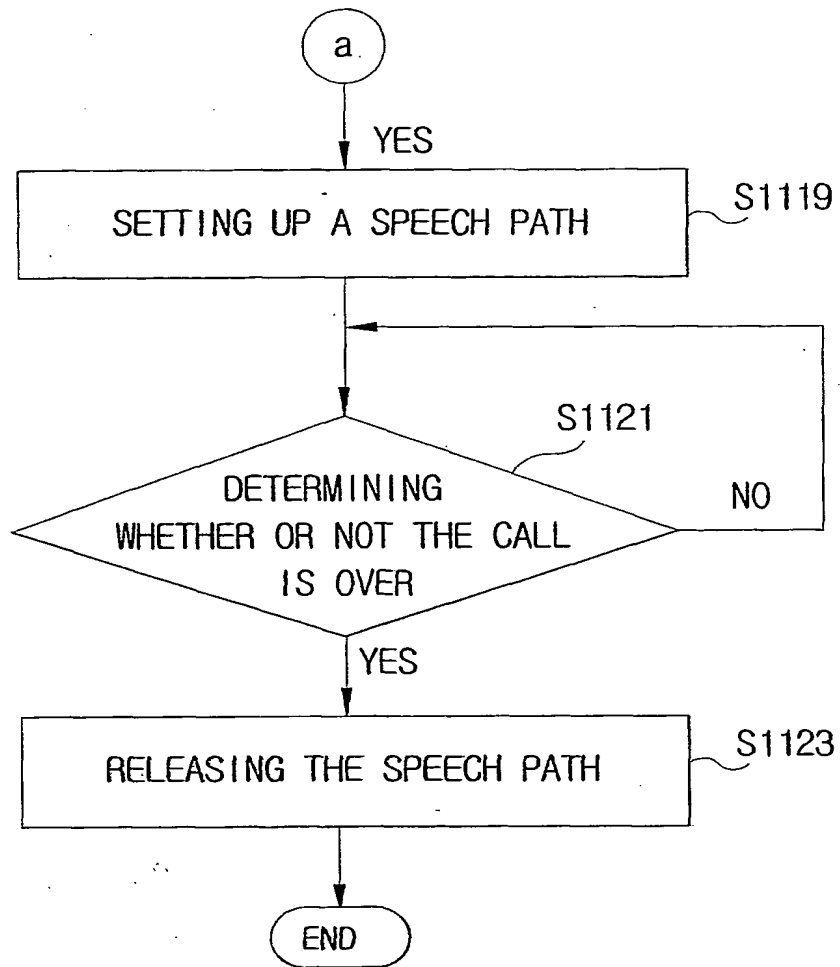 a
YES
S1119
SETTING UP A SPEECH PATH
S1121
DETERMINING
WHETHER OR NOT THE CALL
IS OVER
NO
YES
S1123
RELEASING THE SPEECH PATH
END